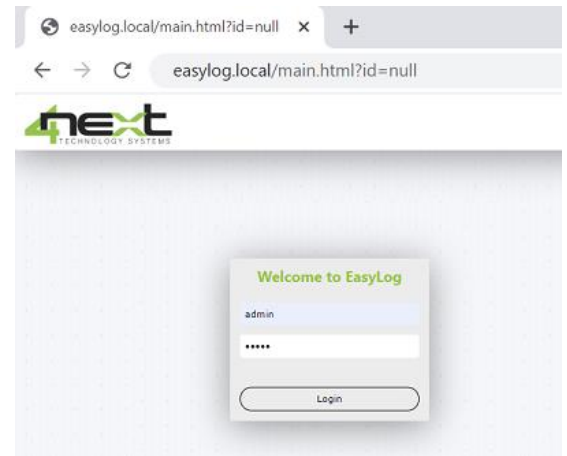 easylog.local/main.html?id=null
easylog.local/main.html?id=null
4next
TECHNOLOGY SYSTEMS
Welcome to EasyLog
admin
•••••
Login